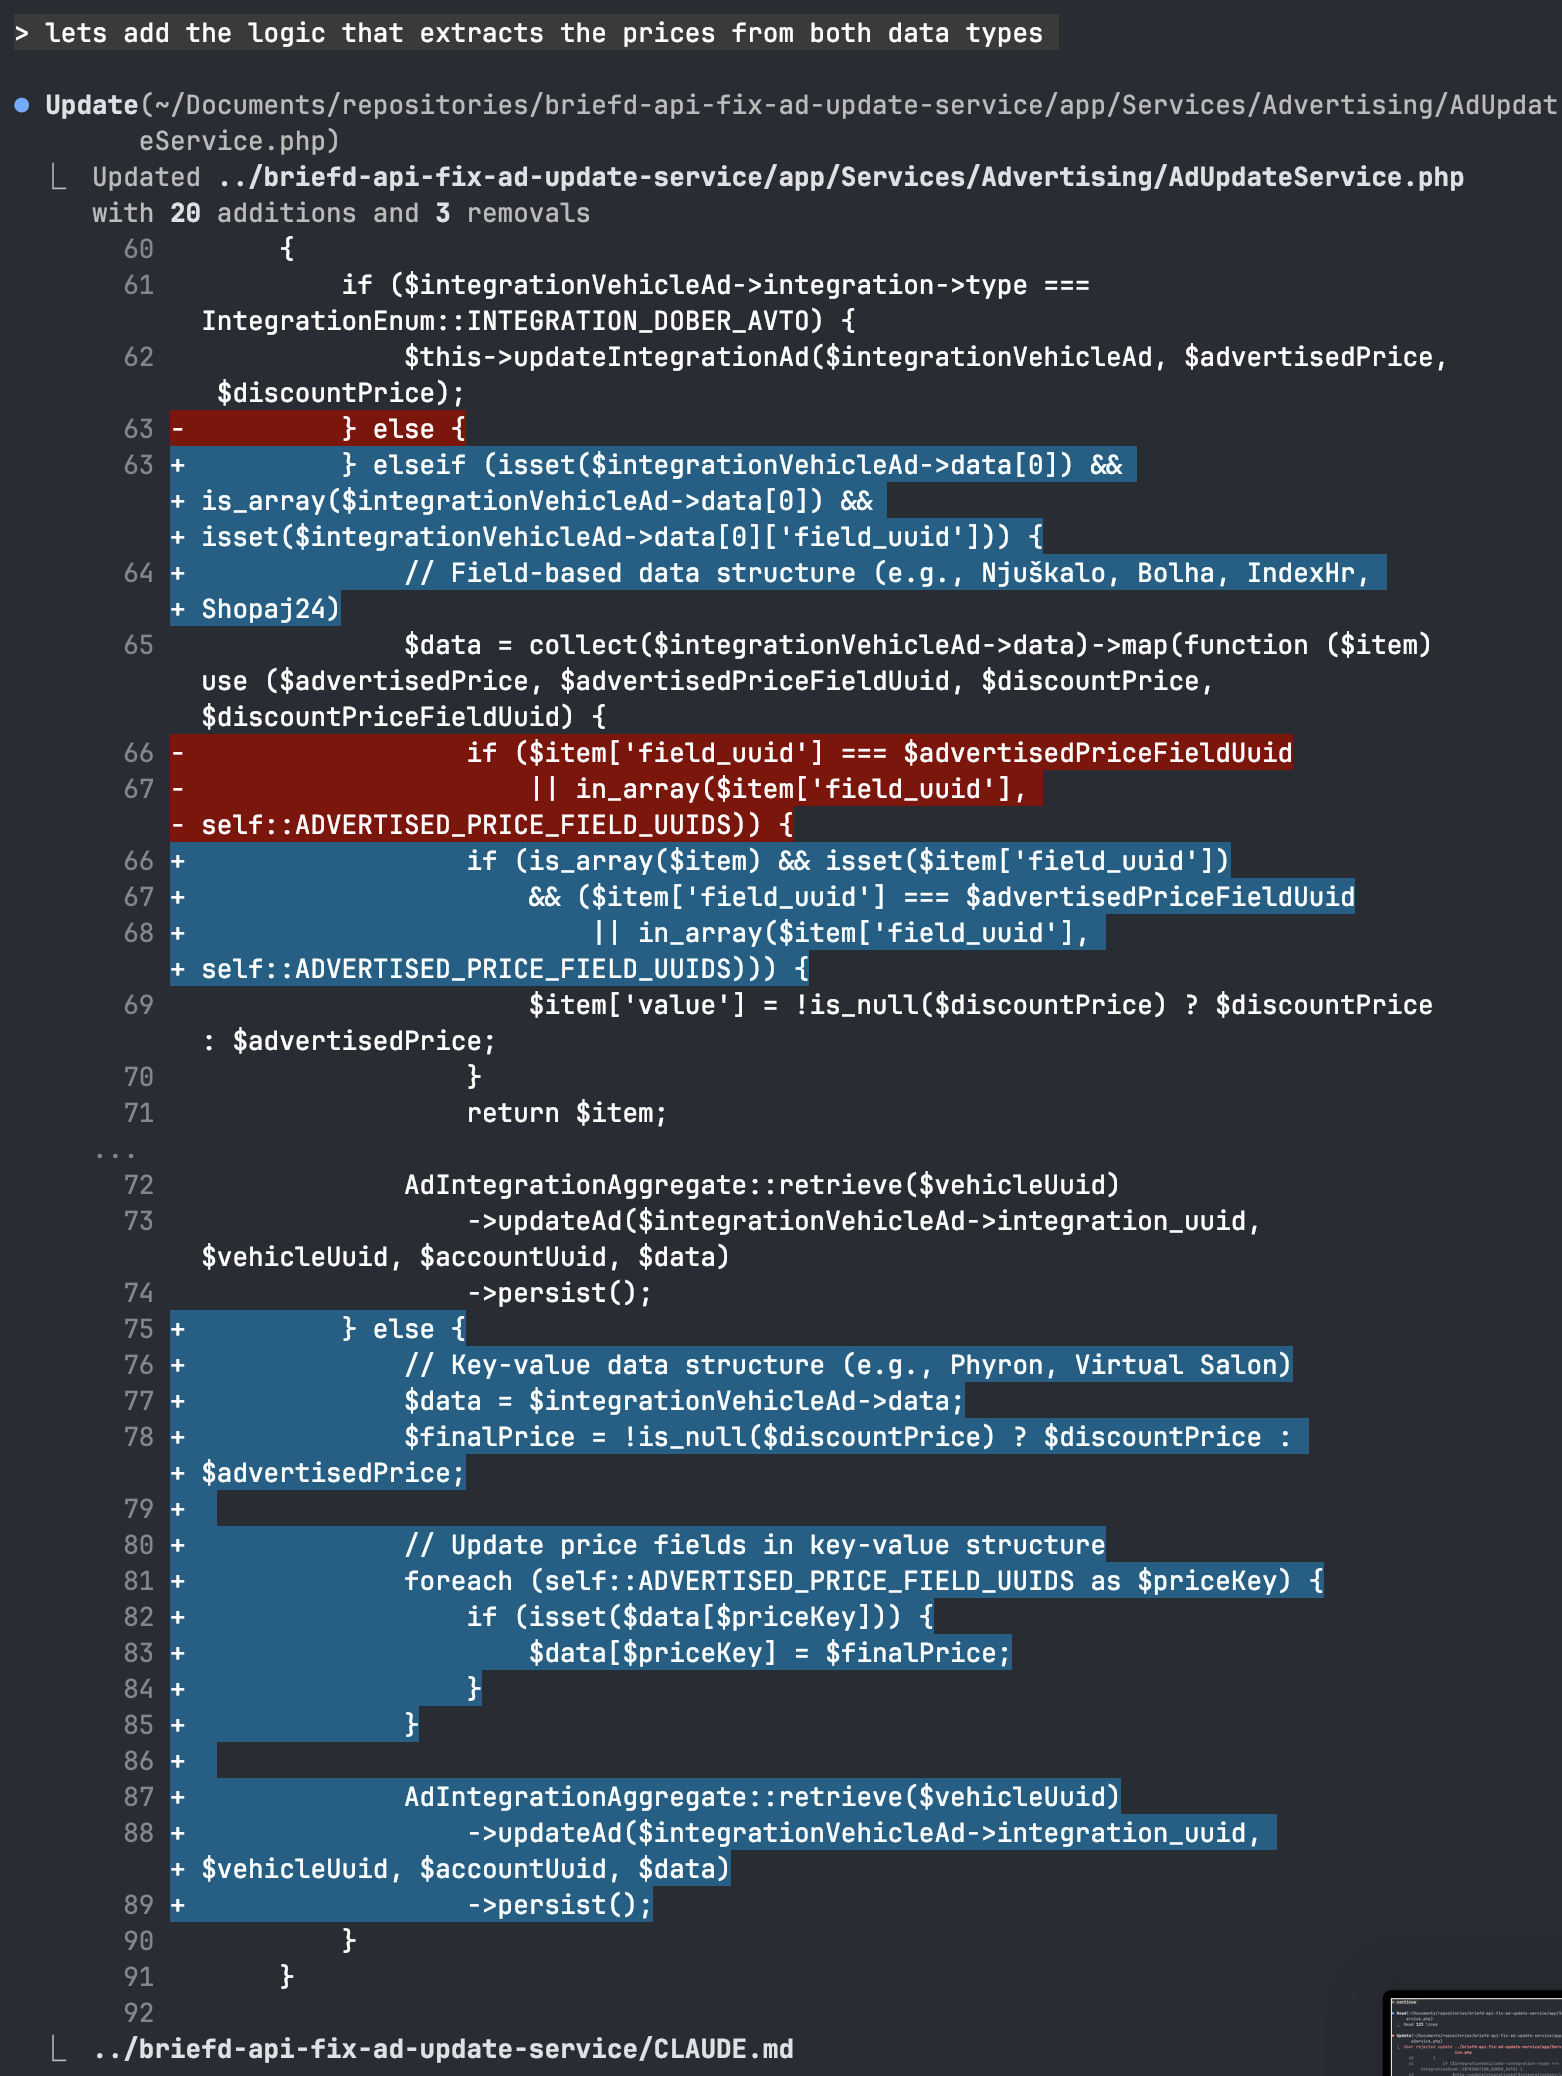 > lets add the logic that extracts the prices from both data types
● Update(~/Documents/repositories/briefd-api-fix-ad-update-service/app/Services/Advertising/AdUpdat
eService.php)
⎿  Updated ../briefd-api-fix-ad-update-service/app/Services/Advertising/AdUpdateService.php
with 20 additions and 3 removals
60        {
61            if ($integrationVehicleAd->integration->type ===
IntegrationEnum::INTEGRATION_DOBER_AVTO) {
62                $this->updateIntegrationAd($integrationVehicleAd, $advertisedPrice,
$discountPrice);
63 -          } else {
63 +          } elseif (isset($integrationVehicleAd->data[0]) &&
+ is_array($integrationVehicleAd->data[0]) &&
+ isset($integrationVehicleAd->data[0]['field_uuid'])) {
64 +              // Field-based data structure (e.g., Njuškalo, Bolha, IndexHr,
+ Shopaj24)
65                $data = collect($integrationVehicleAd->data)->map(function ($item)
use ($advertisedPrice, $advertisedPriceFieldUuid, $discountPrice,
$discountPriceFieldUuid) {
66 -                  if ($item['field_uuid'] === $advertisedPriceFieldUuid
67 -                      || in_array($item['field_uuid'],
- self::ADVERTISED_PRICE_FIELD_UUIDS)) {
66 +                  if (is_array($item) && isset($item['field_uuid'])
67 +                      && ($item['field_uuid'] === $advertisedPriceFieldUuid
68 +                          || in_array($item['field_uuid'],
+ self::ADVERTISED_PRICE_FIELD_UUIDS))) {
69                        $item['value'] = !is_null($discountPrice) ? $discountPrice
: $advertisedPrice;
70                    }
71                    return $item;
...
72                AdIntegrationAggregate::retrieve($vehicleUuid)
73                    ->updateAd($integrationVehicleAd->integration_uuid,
$vehicleUuid, $accountUuid, $data)
74                    ->persist();
75 +          } else {
76 +              // Key-value data structure (e.g., Phyron, Virtual Salon)
77 +              $data = $integrationVehicleAd->data;
78 +              $finalPrice = !is_null($discountPrice) ? $discountPrice :
+ $advertisedPrice;
79 +
80 +              // Update price fields in key-value structure
81 +              foreach (self::ADVERTISED_PRICE_FIELD_UUIDS as $priceKey) {
82 +                  if (isset($data[$priceKey])) {
83 +                      $data[$priceKey] = $finalPrice;
84 +                  }
85 +              }
86 +
87 +              AdIntegrationAggregate::retrieve($vehicleUuid)
88 +                  ->updateAd($integrationVehicleAd->integration_uuid,
+ $vehicleUuid, $accountUuid, $data)
89 +                  ->persist();
90            }
91        }
92
⎿  ../briefd-api-fix-ad-update-service/CLAUDE.md